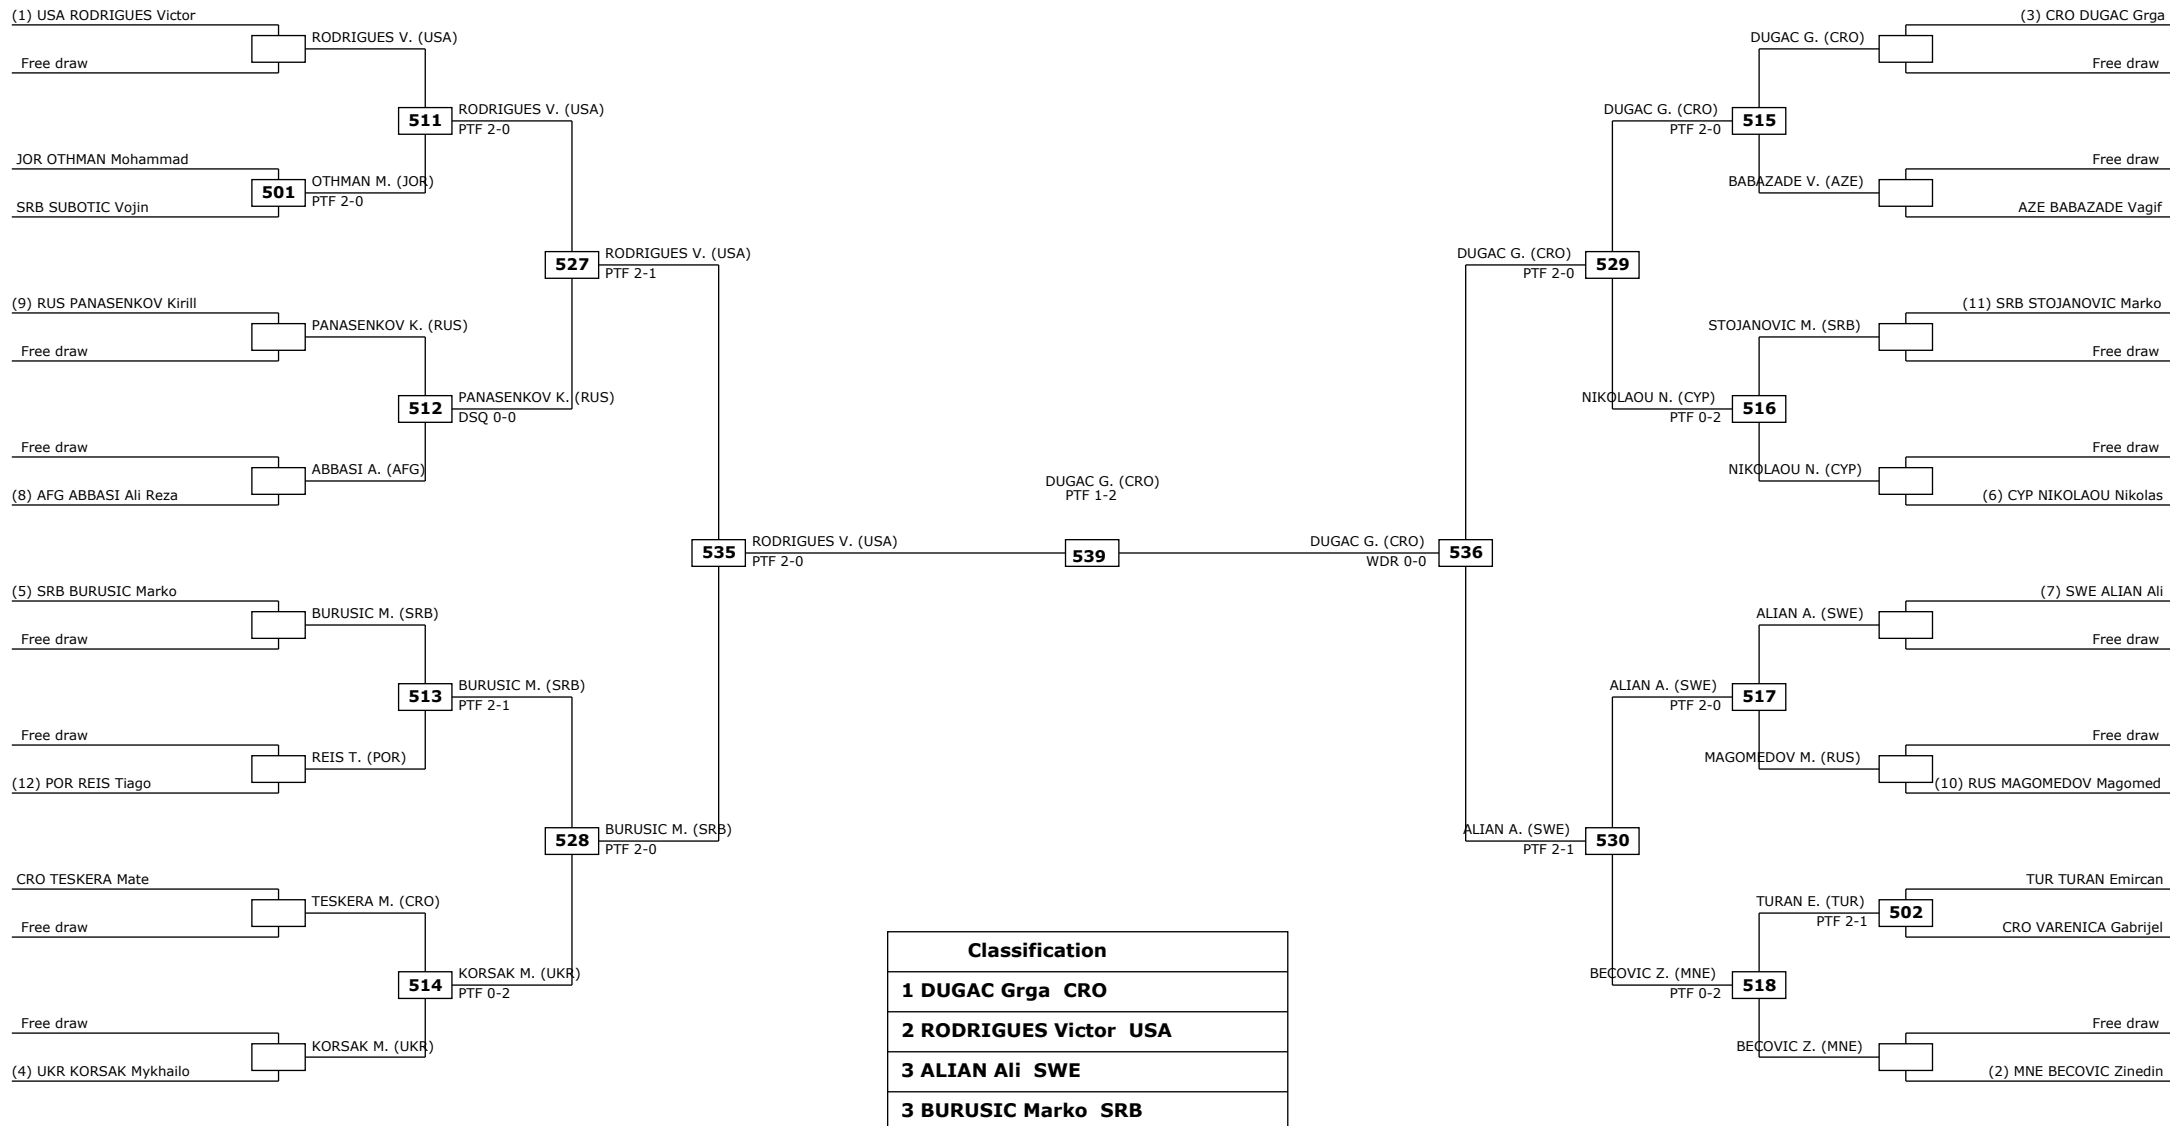 (1) USA RODRIGUES Victor
RODRIGUES V. (USA)
Free draw
511
RODRIGUES V. (USA)
PTF 2-0
JOR OTHMAN Mohammad
501
OTHMAN M. (JOR)
PTF 2-0
SRB SUBOTIC Vojin
527
RODRIGUES V. (USA)
PTF 2-1
(9) RUS PANASENKOV Kirill
PANASENKOV K. (RUS)
Free draw
512
PANASENKOV K. (RUS)
DSQ 0-0
Free draw
ABBASI A. (AFG)
(8) AFG ABBASI Ali Reza
535
RODRIGUES V. (USA)
PTF 2-0
(5) SRB BURUSIC Marko
BURUSIC M. (SRB)
Free draw
513
BURUSIC M. (SRB)
PTF 2-1
Free draw
REIS T. (POR)
(12) POR REIS Tiago
528
BURUSIC M. (SRB)
PTF 2-0
CRO TESKERA Mate
TESKERA M. (CRO)
Free draw
514
KORSAK M. (UKR)
PTF 0-2
Free draw
KORSAK M. (UKR)
(4) UKR KORSAK Mykhailo
DUGAC G. (CRO)
PTF 1-2
539
(3) CRO DUGAC Grga
DUGAC G. (CRO)
Free draw
DUGAC G. (CRO)
PTF 2-0
515
Free draw
BABAZADE V. (AZE)
AZE BABAZADE Vagif
DUGAC G. (CRO)
PTF 2-0
529
(11) SRB STOJANOVIC Marko
STOJANOVIC M. (SRB)
Free draw
NIKOLAOU N. (CYP)
PTF 0-2
516
Free draw
NIKOLAOU N. (CYP)
(6) CYP NIKOLAOU Nikolas
DUGAC G. (CRO)
WDR 0-0
536
(7) SWE ALIAN Ali
ALIAN A. (SWE)
Free draw
ALIAN A. (SWE)
PTF 2-0
517
Free draw
MAGOMEDOV M. (RUS)
(10) RUS MAGOMEDOV Magomed
ALIAN A. (SWE)
PTF 2-1
530
TUR TURAN Emircan
TURAN E. (TUR)
PTF 2-1
502
CRO VARENICA Gabrijel
BECOVIC Z. (MNE)
PTF 0-2
518
Free draw
BECOVIC Z. (MNE)
(2) MNE BECOVIC Zinedin
Classification
1 DUGAC Grga CRO
2 RODRIGUES Victor USA
3 ALIAN Ali SWE
3 BURUSIC Marko SRB